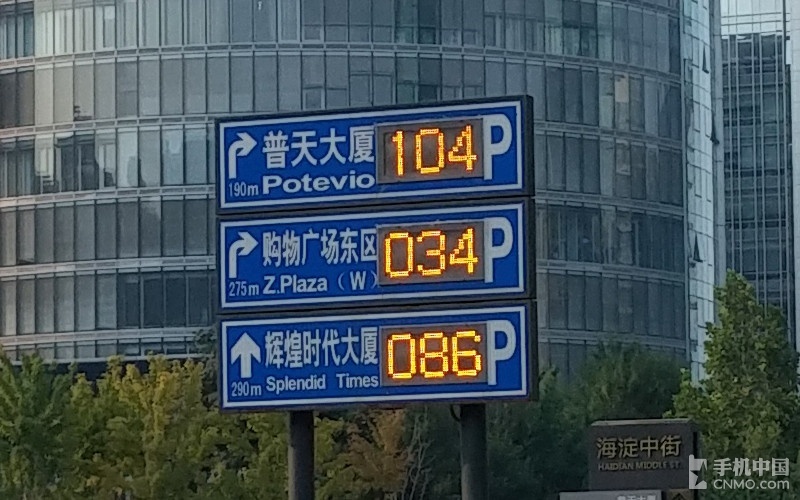 普天大厦 104 P
190m Potevio
购物广场东区 034 P
275m Z.Plaza (W)
辉煌时代大厦 086 P
290m Splendid Times
海淀中街
HAIDIAN MIDDLE ST
手机中国
CNMO.COM